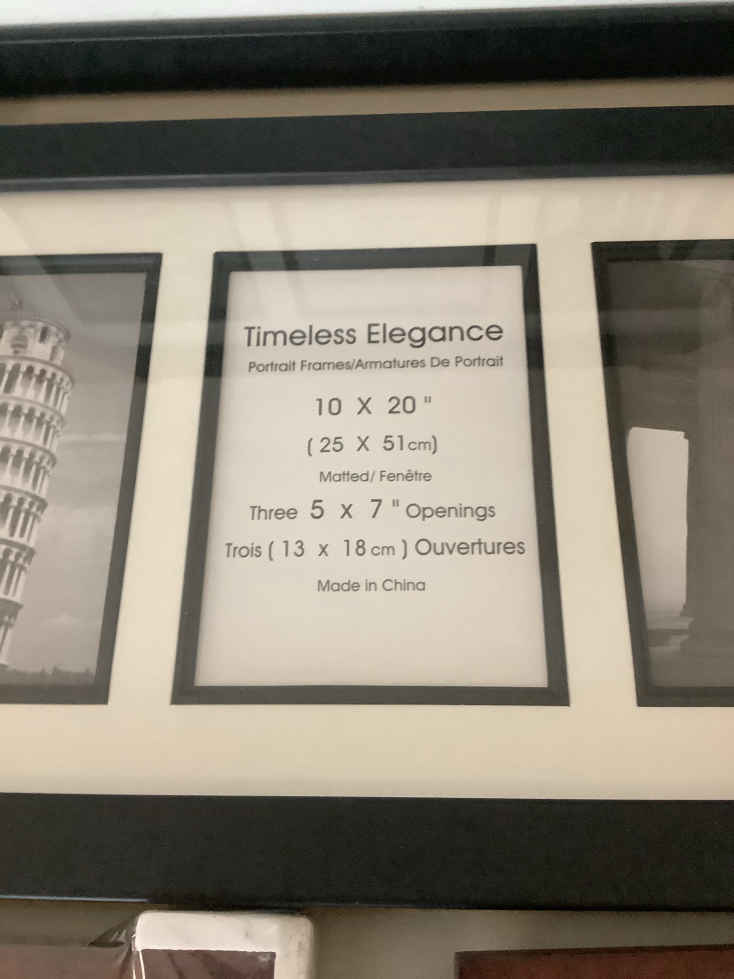 Timeless Elegance
Portrait Frames/Armatures De Portrait
10 X 20 "
( 25 X 51cm)
Matted/ Fenêtre
Three 5 x 7 " Openings
Trois ( 13 x 18 cm ) Ouvertures
Made in China